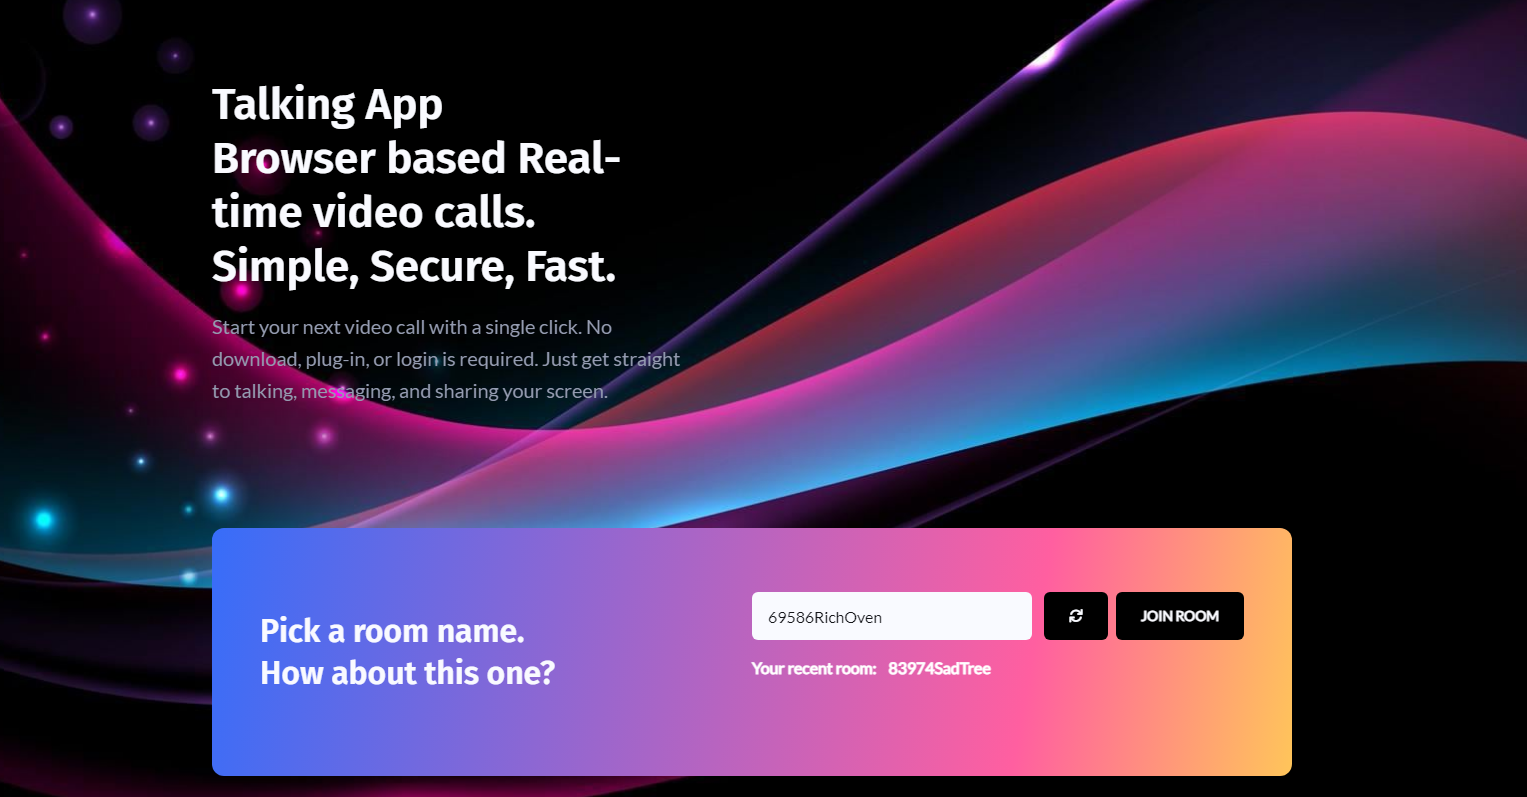 Talking App
Browser based Real-
time video calls.
Simple, Secure, Fast.
Start your next video call with a single click. No
download, plug-in, or login is required. Just get straight
to talking, messaging, and sharing your screen.
Pick a room name.
How about this one?
69586RichOven
JOIN ROOM
Your recent room: 83974SadTree